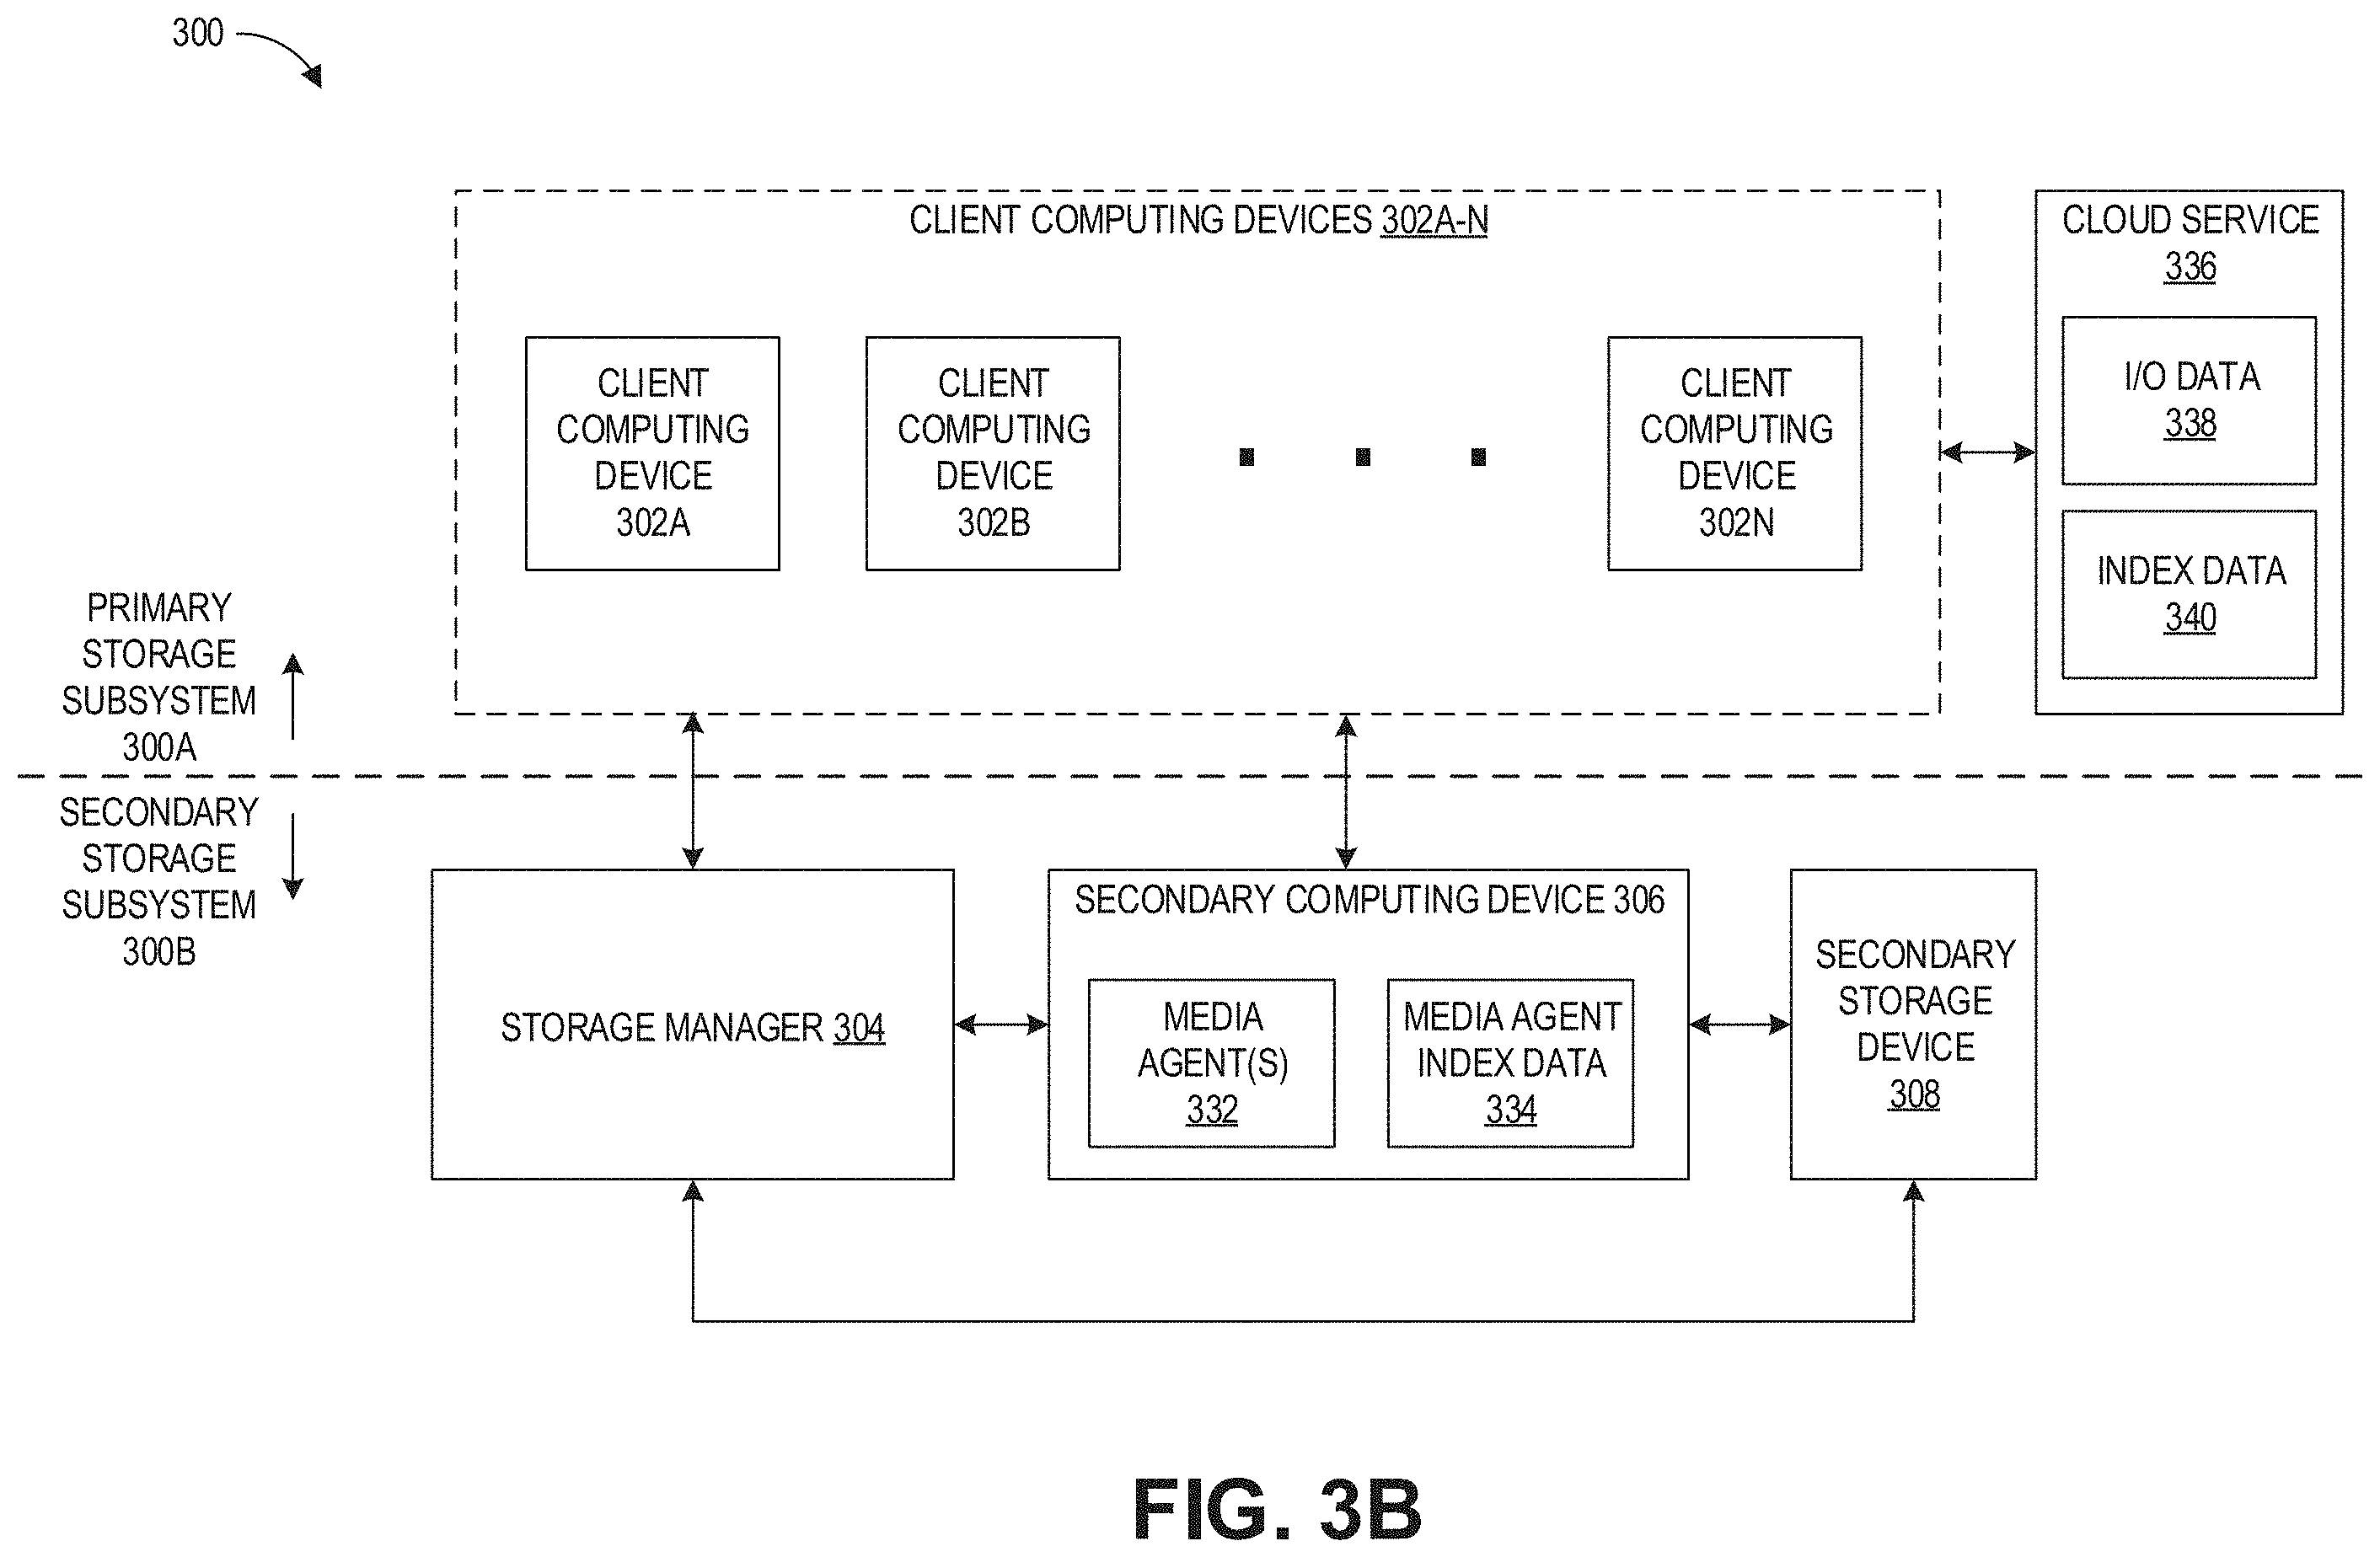 300
CLIENT COMPUTING DEVICES 302A-N
CLIENT
COMPUTING
DEVICE
302A
CLIENT
COMPUTING
DEVICE
302B
CLIENT
COMPUTING
DEVICE
302N
CLOUD SERVICE
336
I/O DATA
338
INDEX DATA
340
PRIMARY
STORAGE
SUBSYSTEM
300A
SECONDARY
STORAGE
SUBSYSTEM
300B
STORAGE MANAGER 304
SECONDARY COMPUTING DEVICE 306
MEDIA
AGENT(S)
332
MEDIA AGENT
INDEX DATA
334
SECONDARY
STORAGE
DEVICE
308
FIG. 3B